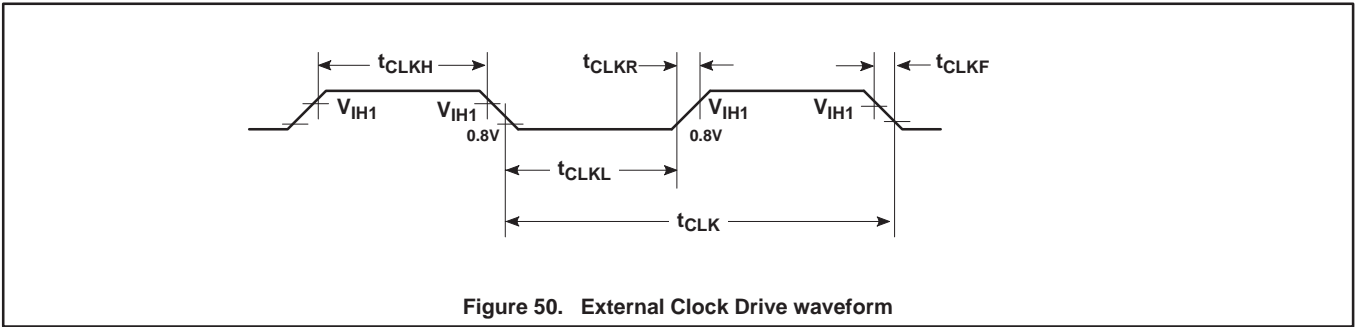 tCLKH
tCLKR
tCLKF
VIH1
VIH1
VIH1
VIH1
0.8V
0.8V
tCLKL
tCLK
Figure 50. External Clock Drive waveform